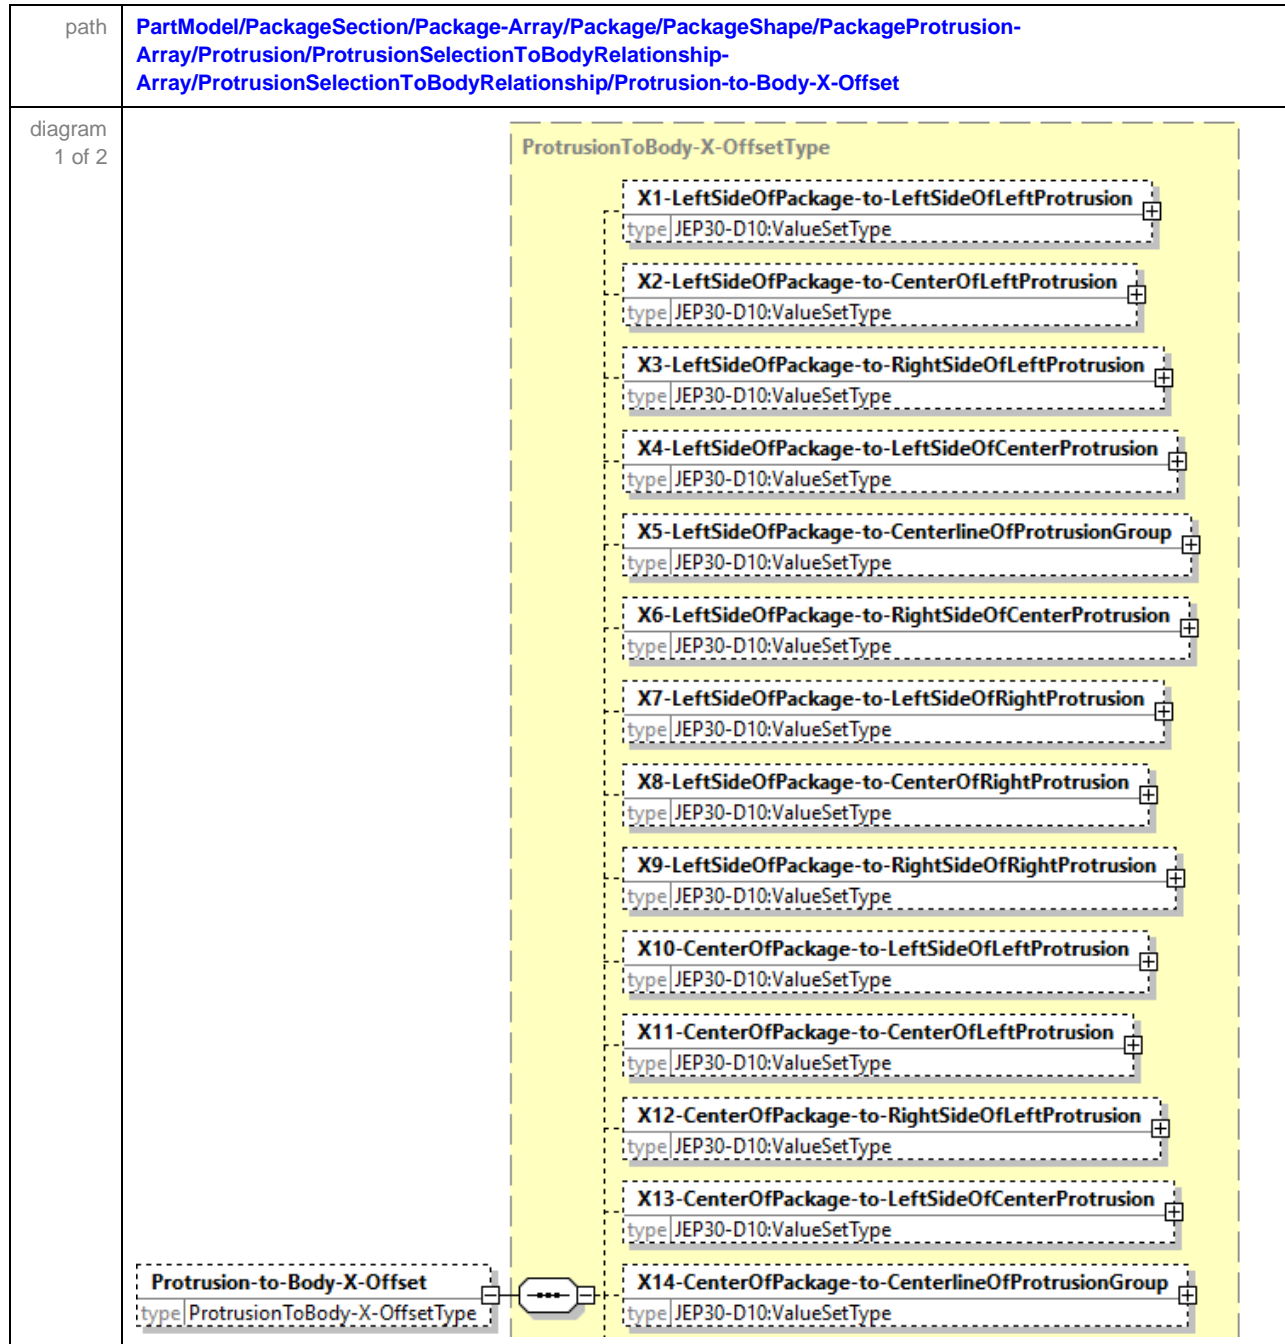 path
PartModel/PackageSection/Package-Array/Package/PackageShape/PackageProtrusion-
Array/Protrusion/ProtrusionSelectionToBodyRelationship-
Array/ProtrusionSelectionToBodyRelationship/Protrusion-to-Body-X-Offset
diagram
1 of 2
ProtrusionToBody-X-OffsetType
X1-LeftSideOfPackage-to-LeftSideOfLeftProtrusion
type JEP30-D10:ValueSetType
X2-LeftSideOfPackage-to-CenterOfLeftProtrusion
type JEP30-D10:ValueSetType
X3-LeftSideOfPackage-to-RightSideOfLeftProtrusion
type JEP30-D10:ValueSetType
X4-LeftSideOfPackage-to-LeftSideOfCenterProtrusion
type JEP30-D10:ValueSetType
X5-LeftSideOfPackage-to-CenterlineOfProtrusionGroup
type JEP30-D10:ValueSetType
X6-LeftSideOfPackage-to-RightSideOfCenterProtrusion
type JEP30-D10:ValueSetType
X7-LeftSideOfPackage-to-LeftSideOfRightProtrusion
type JEP30-D10:ValueSetType
X8-LeftSideOfPackage-to-CenterOfRightProtrusion
type JEP30-D10:ValueSetType
X9-LeftSideOfPackage-to-RightSideOfRightProtrusion
type JEP30-D10:ValueSetType
X10-CenterOfPackage-to-LeftSideOfLeftProtrusion
type JEP30-D10:ValueSetType
X11-CenterOfPackage-to-CenterOfLeftProtrusion
type JEP30-D10:ValueSetType
X12-CenterOfPackage-to-RightSideOfLeftProtrusion
type JEP30-D10:ValueSetType
X13-CenterOfPackage-to-LeftSideOfCenterProtrusion
type JEP30-D10:ValueSetType
Protrusion-to-Body-X-Offset
type ProtrusionToBody-X-OffsetType
X14-CenterOfPackage-to-CenterlineOfProtrusionGroup
type JEP30-D10:ValueSetType